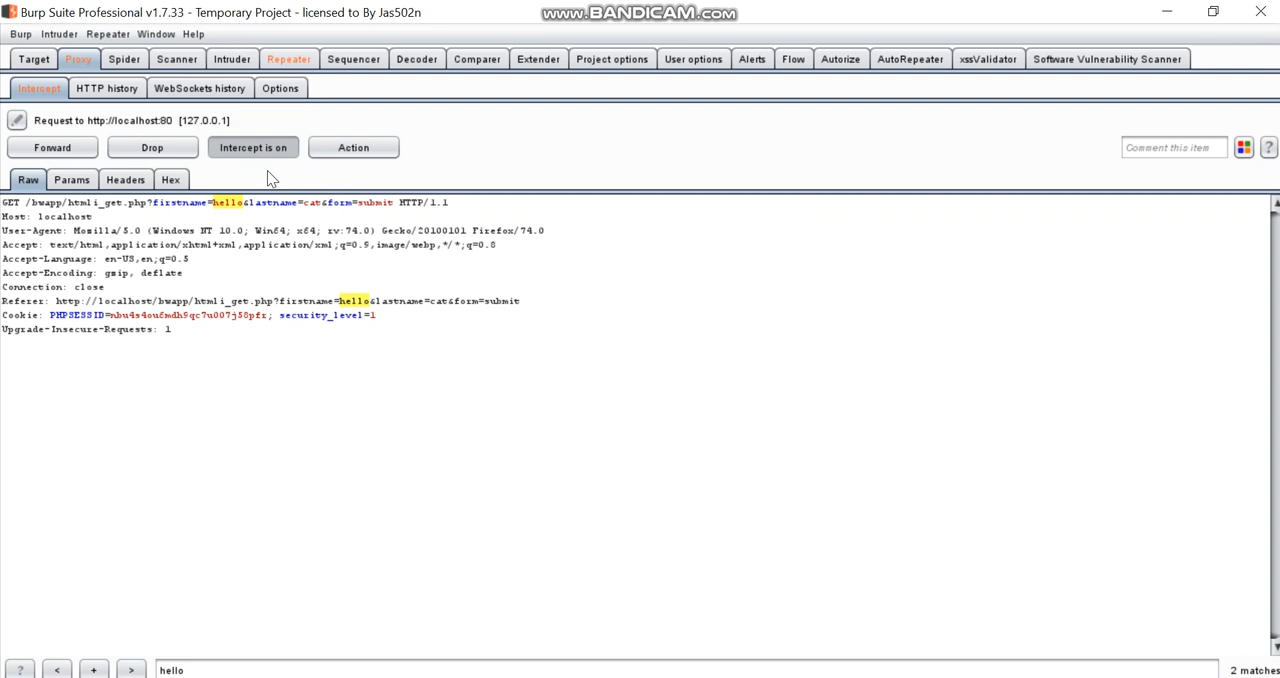 Burp Suite Professional v1.7.33 - Temporary Project - licensed to By Jas502n
www.BANDICAM.com
Burp Intruder Repeater Window Help
Target Proxy Spider Scanner Intruder Repeater Sequencer Decoder Comparer Extender Project options User options Alerts Flow Autorize AutoRepeater xssValidator Software Vulnerability Scanner
Intercept HTTP history WebSockets history Options
Request to http://localhost:80 [127.0.0.1]
Forward Drop Intercept is on Action Comment this item ?
Raw Params Headers Hex
GET /bwapp/htmli_get.php?firstname=hello&lastname=cat&form=submit HTTP/1.1
Host: localhost
User-Agent: Mozilla/5.0 (Windows NT 10.0; Win64; x64; rv:74.0) Gecko/20100101 Firefox/74.0
Accept: text/html,application/xhtml+xml,application/xml;q=0.9,image/webp,*/*;q=0.8
Accept-Language: en-US,en;q=0.5
Accept-Encoding: gzip, deflate
Connection: close
Referer: http://localhost/bwapp/htmli_get.php?firstname=hello&lastname=cat&form=submit
Cookie: PHPSESSID=nbu4s4ou6mdh9qc7u007j58pfr; security_level=1
Upgrade-Insecure-Requests: 1
? < + > hello 2 matches